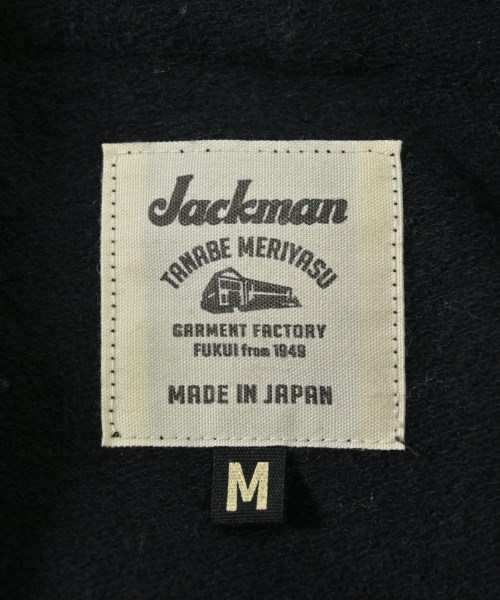 Jackman
TANABE MERIYASU
GARMENT FACTORY
FUKUI from 1949
MADE IN JAPAN
M